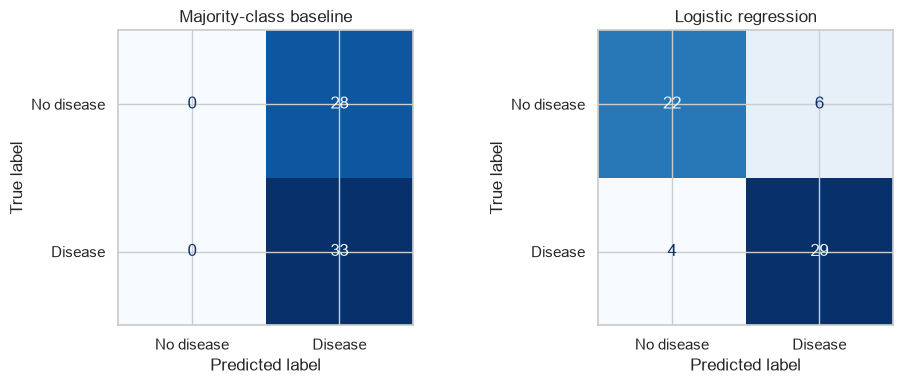 Majority-class baseline
No disease
Disease
True label
0
28
0
33
No disease
Disease
Predicted label
Logistic regression
No disease
Disease
True label
22
6
4
29
No disease
Disease
Predicted label